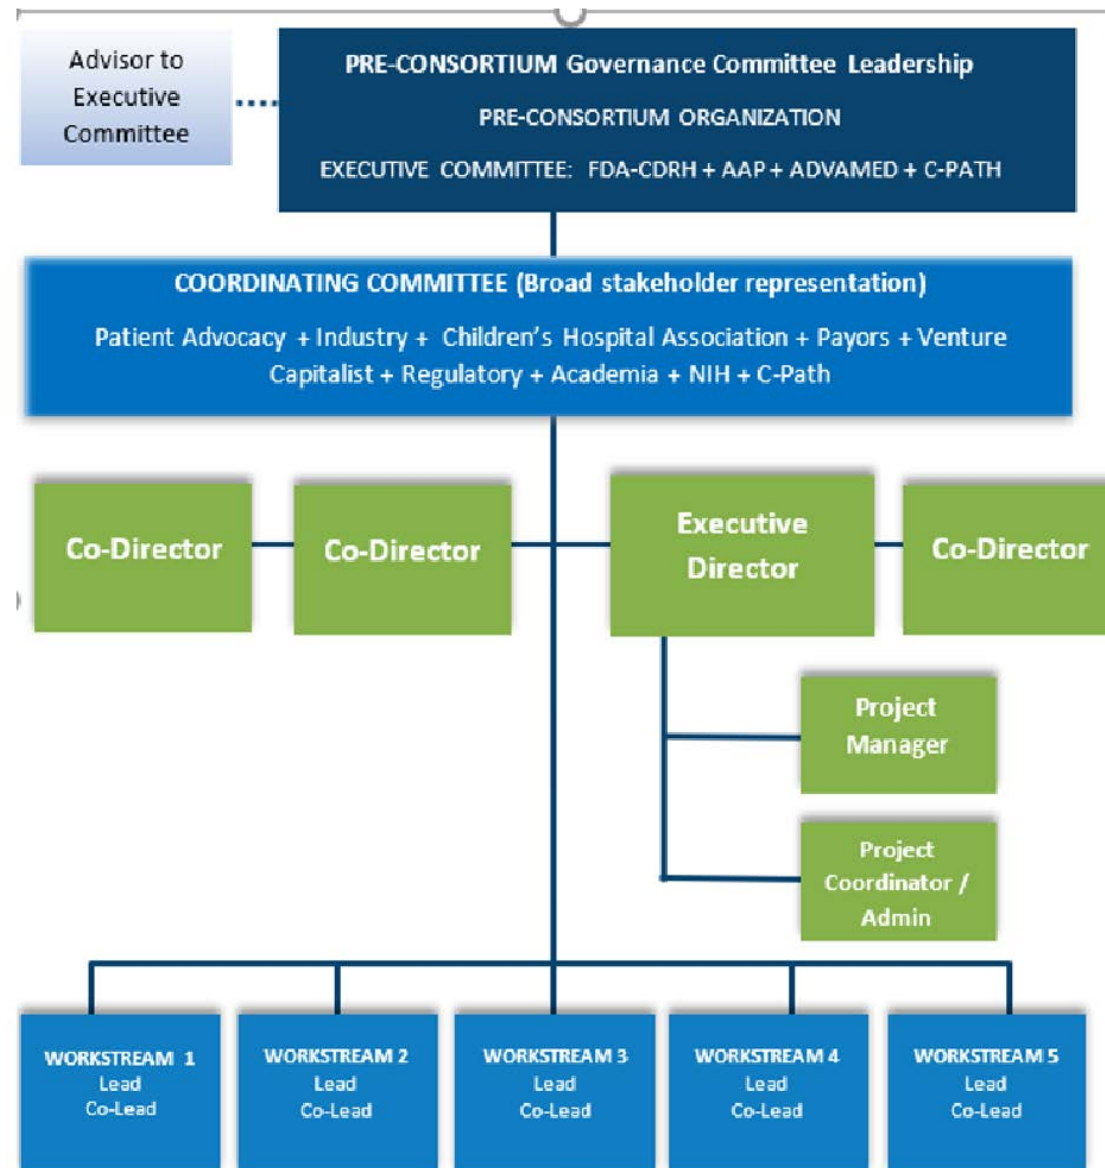 Advisor to
Executive
Committee
PRE-CONSORTIUM Governance Committee Leadership
PRE-CONSORTIUM ORGANIZATION
EXECUTIVE COMMITTEE: FDA-CDRH + AAP + ADVAMED + C-PATH
COORDINATING COMMITTEE (Broad stakeholder representation)
Patient Advocacy + Industry + Children's Hospital Association + Payors + Venture
Capitalist + Regulatory + Academia + NIH + C-Path
Co-Director
Co-Director
Executive
Director
Co-Director
Project
Manager
Project
Coordinator /
Admin
WORKSTREAM 1
Lead
Co-Lead
WORKSTREAM 2
Lead
Co-Lead
WORKSTREAM 3
Lead
Co-Lead
WORKSTREAM 4
Lead
Co-Lead
WORKSTREAM 5
Lead
Co-Lead